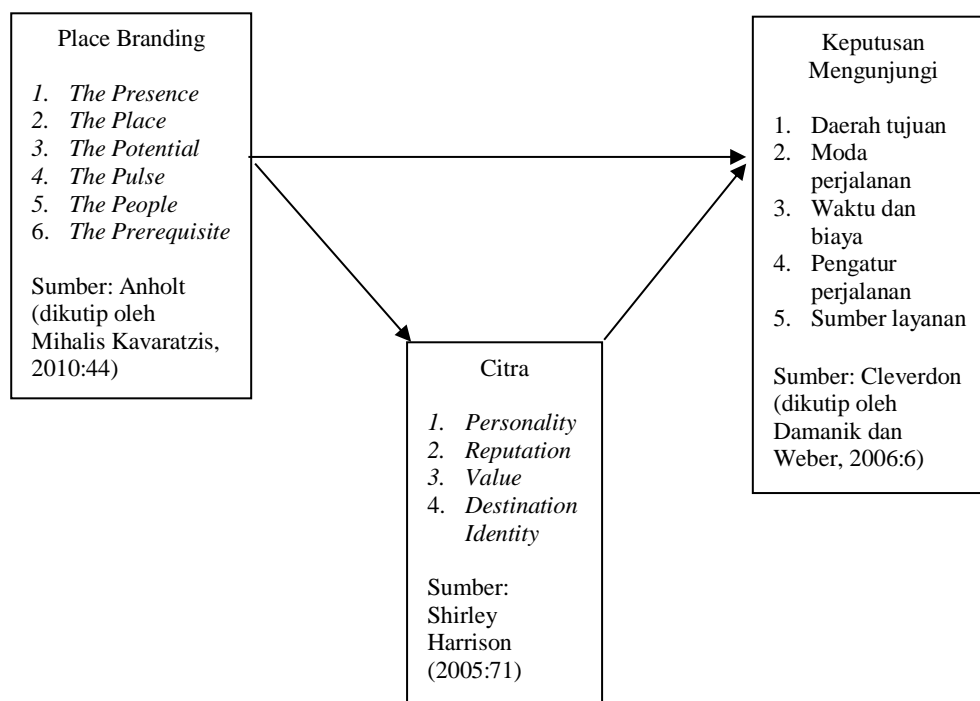 Place Branding
1. The Presence
2. The Place
3. The Potential
4. The Pulse
5. The People
6. The Prerequisite
Sumber: Anholt
(dikutip oleh
Mihalis Kavaratzis,
2010:44)
Citra
1. Personality
2. Reputation
3. Value
4. Destination
Identity
Sumber:
Shirley
Harrison
(2005:71)
Keputusan
Mengunjungi
1. Daerah tujuan
2. Moda
perjalanan
3. Waktu dan
biaya
4. Pengatur
perjalanan
5. Sumber layanan
Sumber: Cleverdon
(dikutip oleh
Damanik dan
Weber, 2006:6)